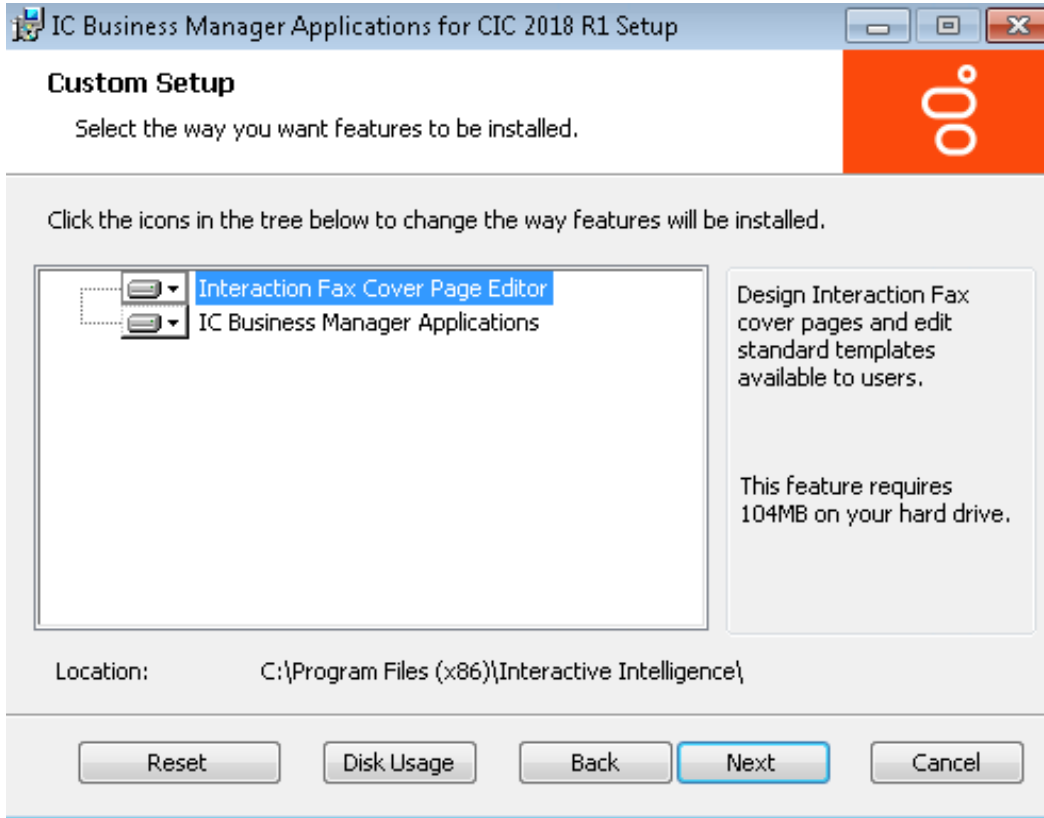 IC Business Manager Applications for CIC 2018 R1 Setup
Custom Setup
Select the way you want features to be installed.
Click the icons in the tree below to change the way features will be installed.
Interaction Fax Cover Page Editor
IC Business Manager Applications
Design Interaction Fax
cover pages and edit
standard templates
available to users.
This feature requires
104MB on your hard drive.
Location: C:\Program Files (x86)\Interactive Intelligence\
Reset Disk Usage Back Next Cancel